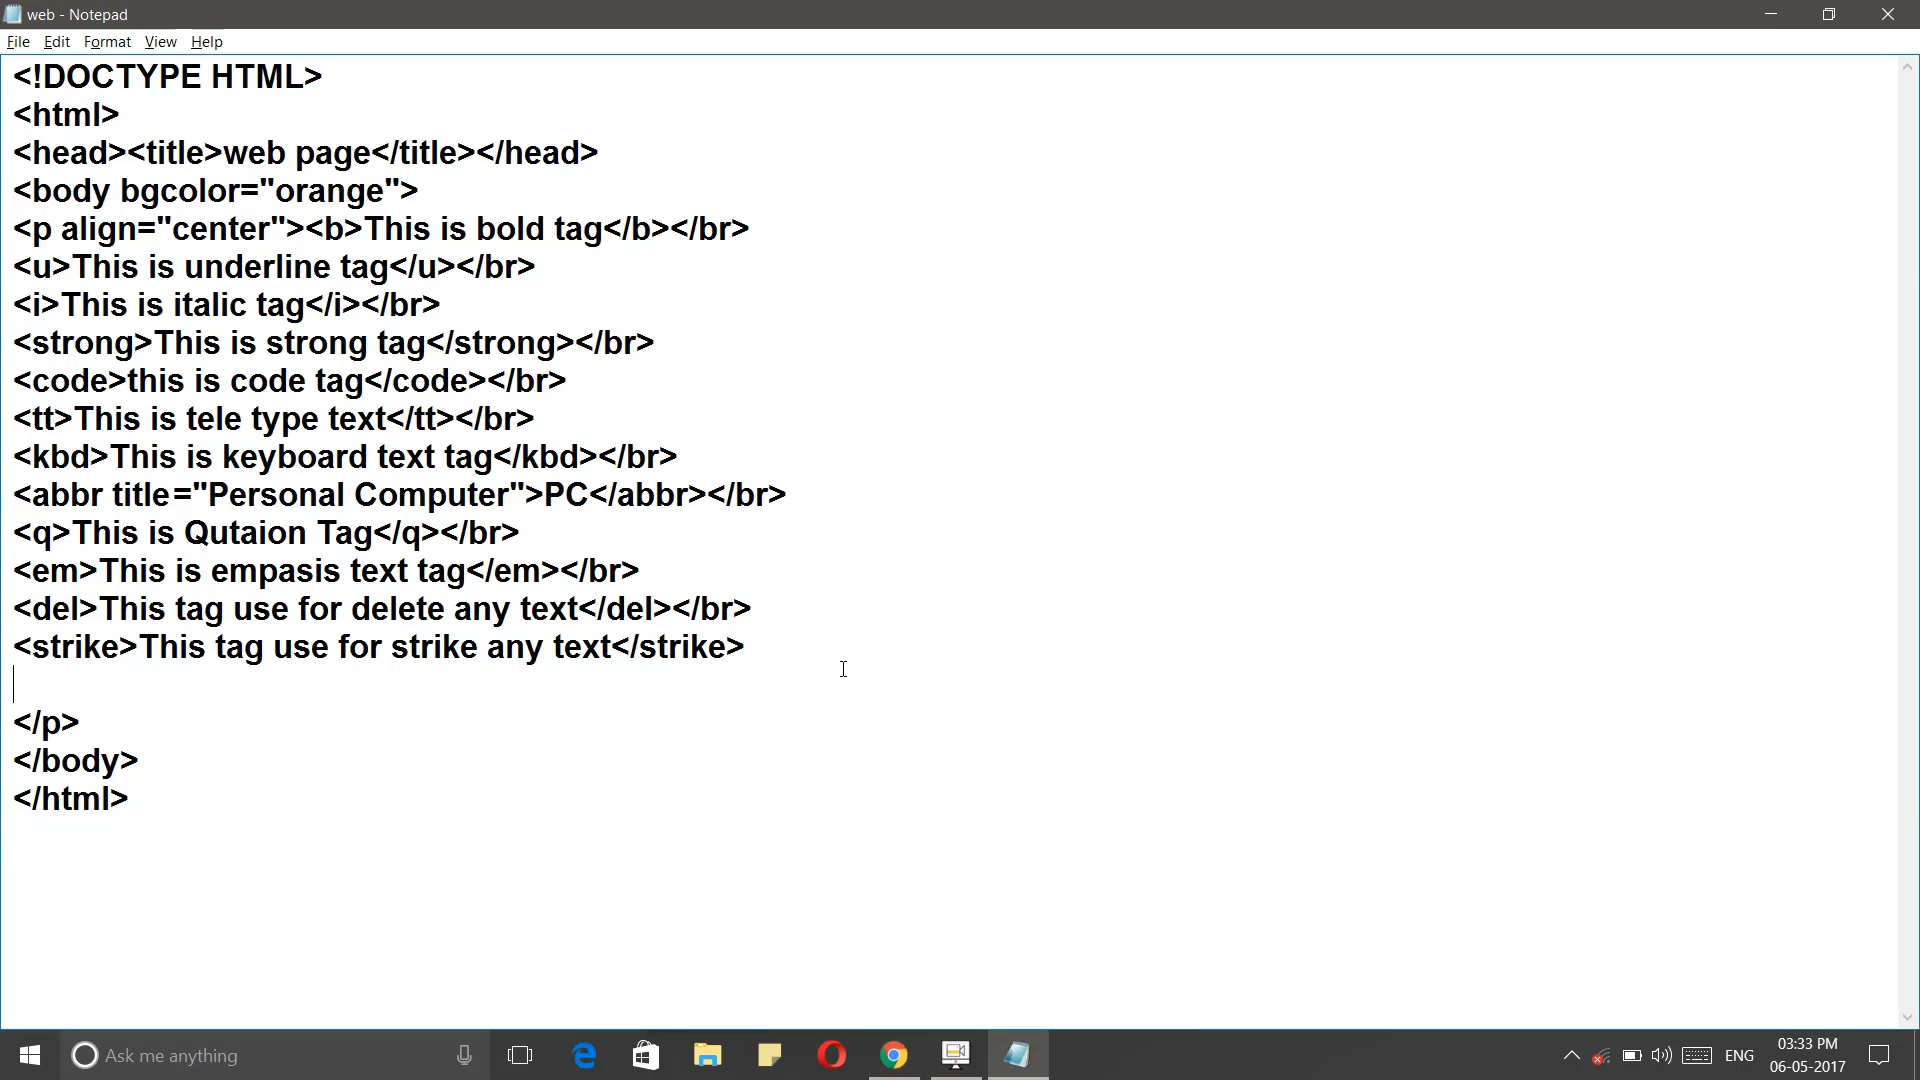 web - Notepad
File Edit Format View Help
<!DOCTYPE HTML>
<html>
<head><title>web page</title></head>
<body bgcolor="orange">
<p align="center"><b>This is bold tag</b></br>
<u>This is underline tag</u></br>
<i>This is italic tag</i></br>
<strong>This is strong tag</strong></br>
<code>this is code tag</code></br>
<tt>This is tele type text</tt></br>
<kbd>This is keyboard text tag</kbd></br>
<abbr title="Personal Computer">PC</abbr></br>
<q>This is Qutaion Tag</q></br>
<em>This is empasis text tag</em></br>
<del>This tag use for delete any text</del></br>
<strike>This tag use for strike any text</strike>
</p>
</body>
</html>
Ask me anything
ENG
03:33 PM
06-05-2017